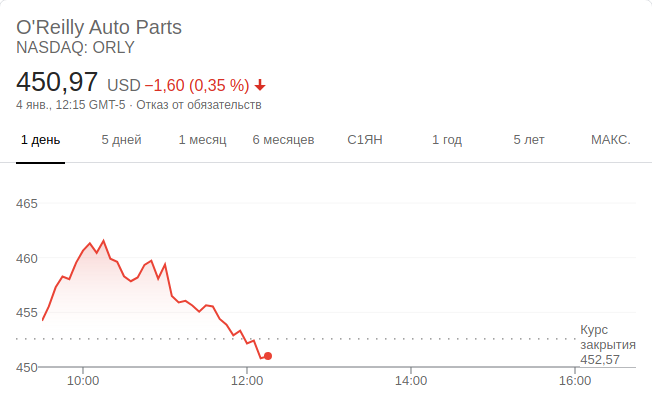 O'Reilly Auto Parts
NASDAQ: ORLY
450,97 USD −1,60 (0,35 %)
4 янв., 12:15 GMT-5 · Отказ от обязательств
1 день 5 дней 1 месяц 6 месяцев С1ЯН 1 год 5 лет МАКС.
465
460
455
Курс
закрытия
452,57
450
10:00 12:00 14:00 16:00